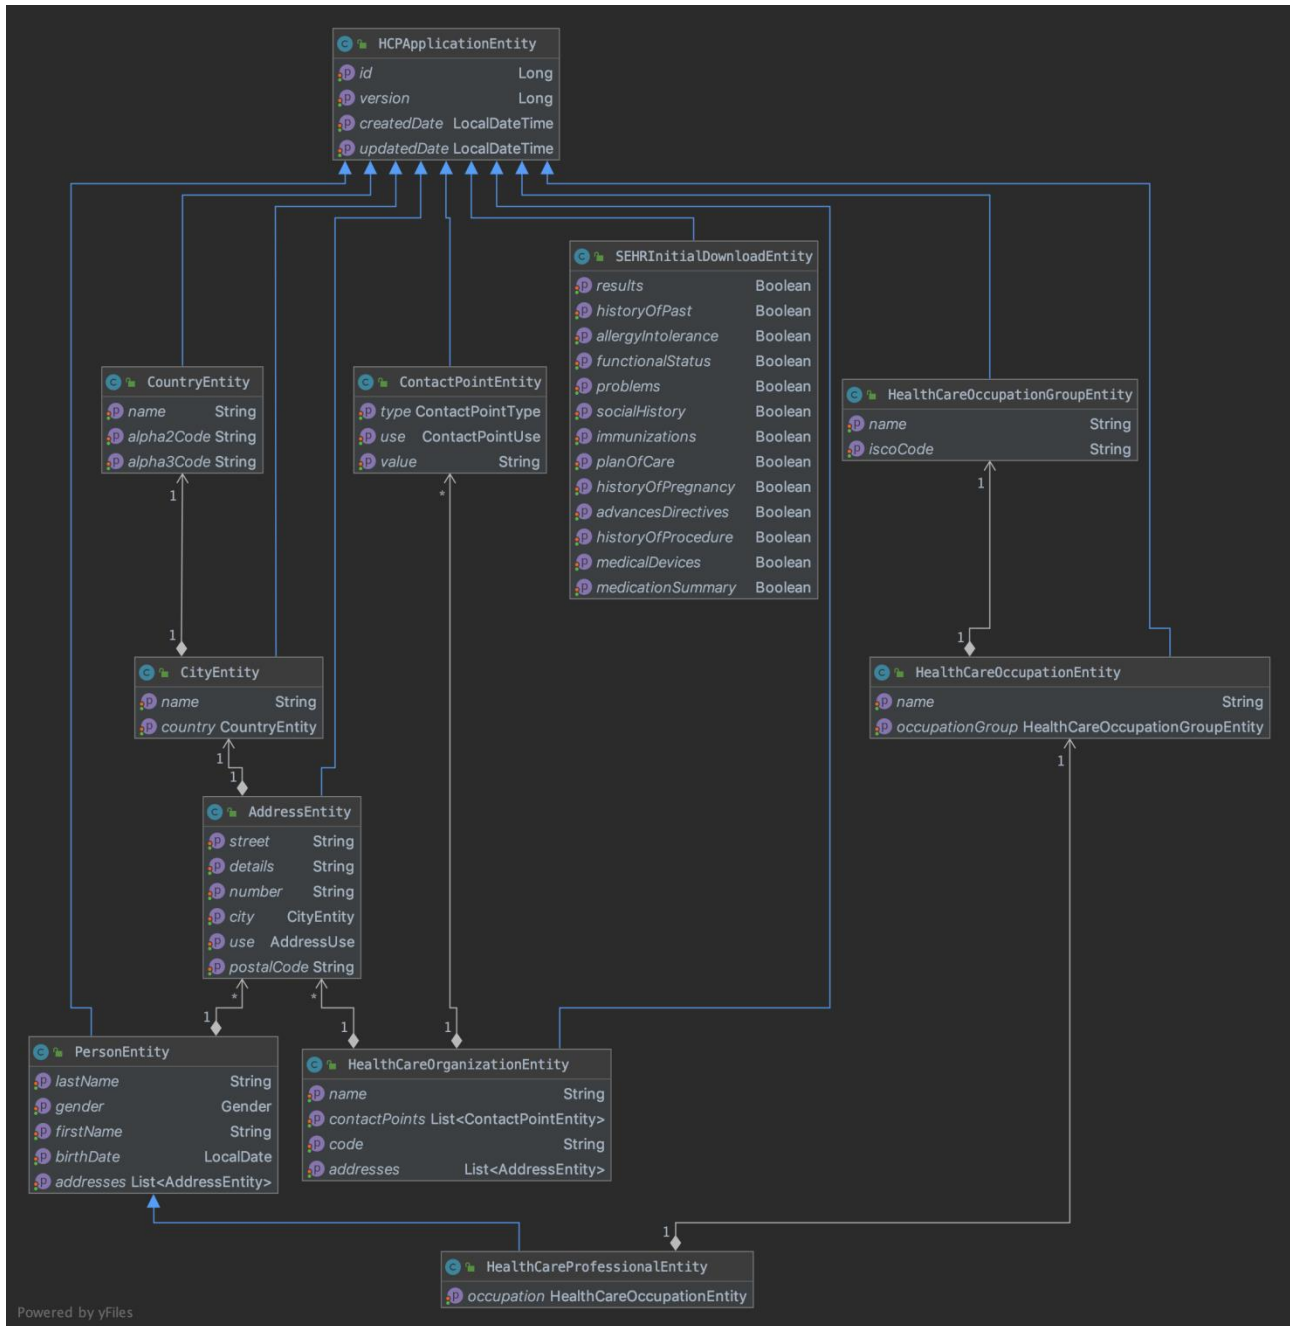 HCPApplicationEntity
id Long
version Long
createdDate LocalDateTime
updatedDate LocalDateTime
SEHRInitialDownloadEntity
results Boolean
historyOfPast Boolean
allergyIntolerance Boolean
functionalStatus Boolean
problems Boolean
socialHistory Boolean
immunizations Boolean
planOfCare Boolean
historyOfPregnancy Boolean
advancesDirectives Boolean
historyOfProcedure Boolean
medicalDevices Boolean
medicationSummary Boolean
CountryEntity
name String
alpha2Code String
alpha3Code String
1
ContactPointEntity
type ContactPointType
use ContactPointUse
value String
*
HealthCareOccupationGroupEntity
name String
iscoCode String
1
1
CityEntity
name String
country CountryEntity
1
1
1
HealthCareOccupationEntity
name String
occupationGroup HealthCareOccupationGroupEntity
1
AddressEntity
street String
details String
number String
city CityEntity
use AddressUse
postalCode String
*
*
1
1
1
PersonEntity
lastName String
gender Gender
firstName String
birthDate LocalDate
addresses List<AddressEntity>
HealthCareOrganizationEntity
name String
contactPoints List<ContactPointEntity>
code String
addresses List<AddressEntity>
1
HealthCareProfessionalEntity
occupation HealthCareOccupationEntity
Powered by yFiles